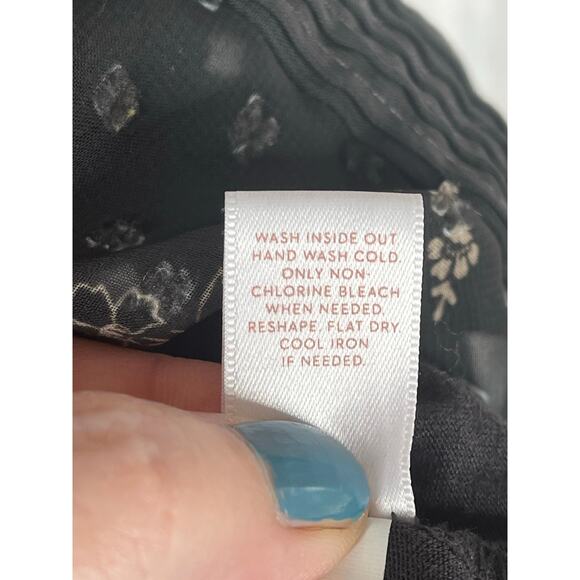 WASH INSIDE OUT
HAND WASH COLD.
ONLY NON-
CHLORINE BLEACH
WHEN NEEDED.
RESHAPE. FLAT DRY.
COOL IRON
IF NEEDED.